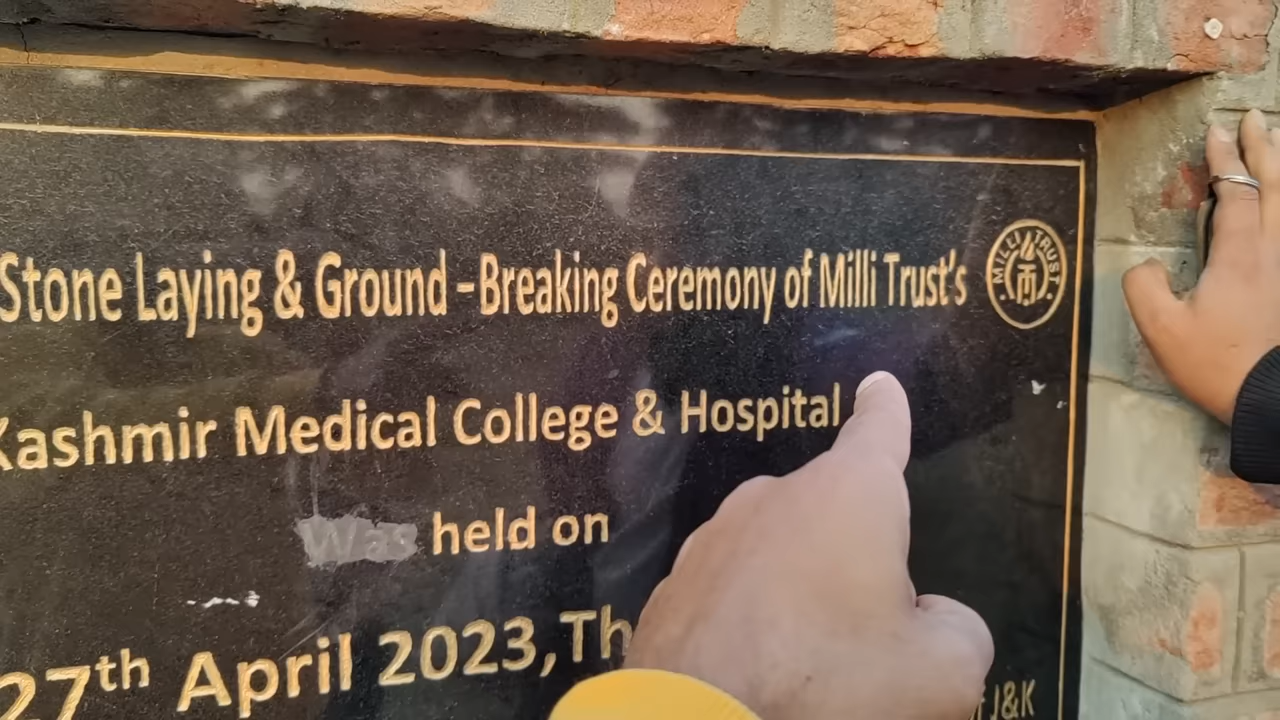 Stone Laying & Ground -Breaking Ceremony of Milli Trust's
MILLI TRUST
Kashmir Medical College & Hospital
Was held on
27th April 2023,Th
J&K